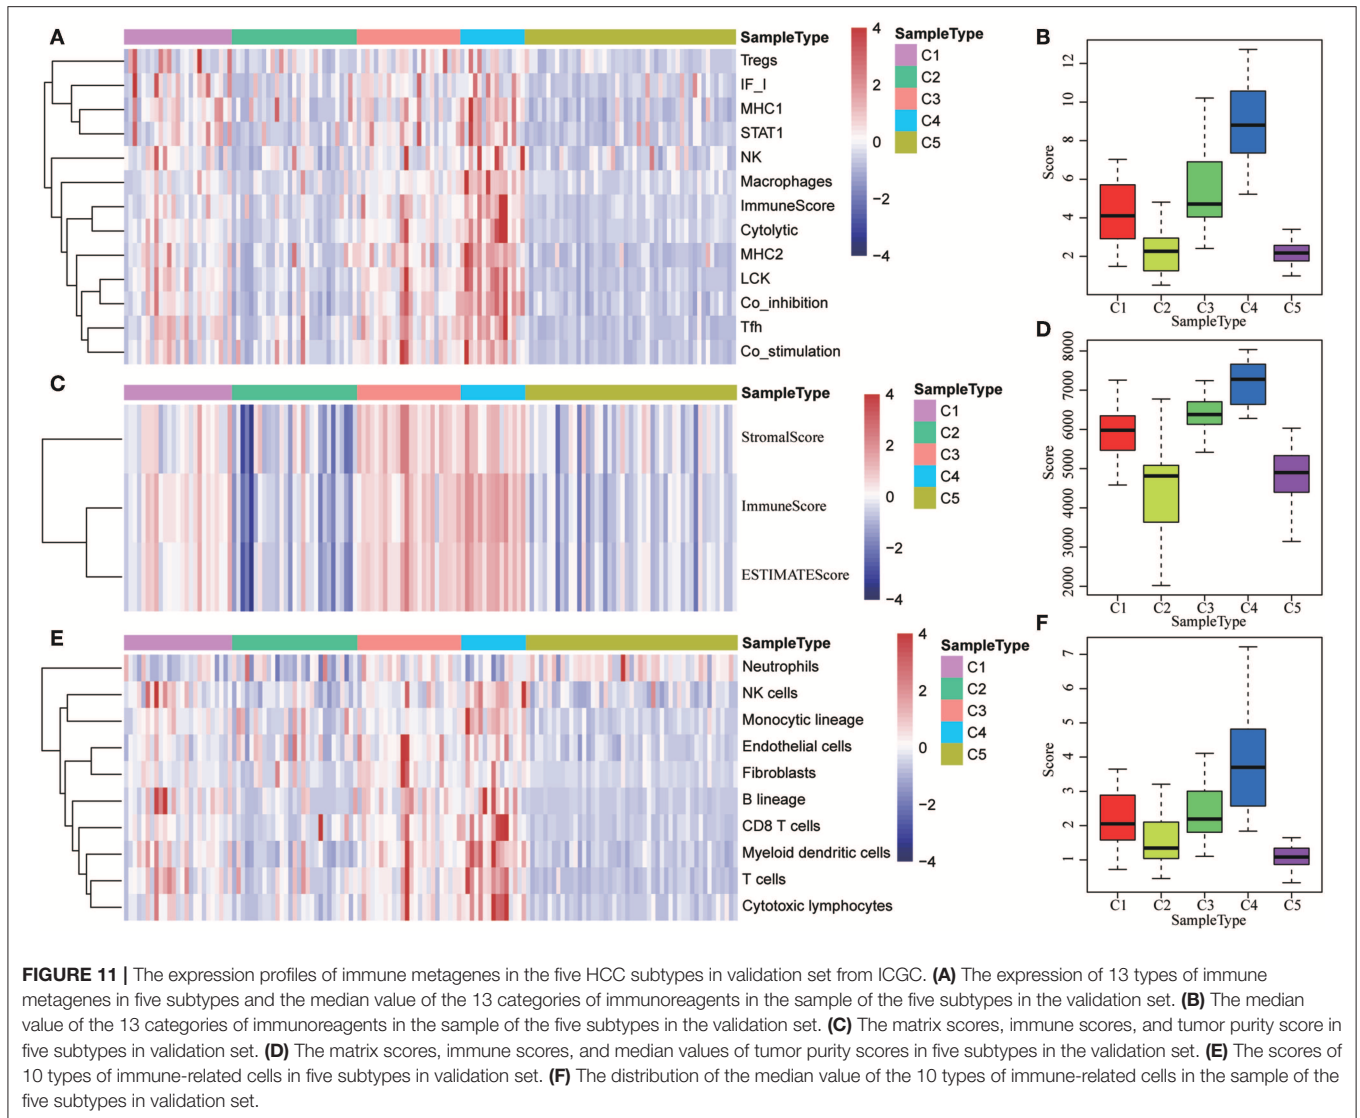 A
SampleType
Tregs
IF_I
MHC1
STAT1
NK
Macrophages
ImmuneScore
Cytolytic
MHC2
LCK
Co_inhibition
Tfh
Co_stimulation
4
2
0
−2
−4
SampleType
C1
C2
C3
C4
C5
B
Score
12
10
8
6
4
2
C1 C2 C3 C4 C5
SampleType
C
SampleType
StromalScore
ImmuneScore
ESTIMATEScore
4
2
0
−2
−4
SampleType
C1
C2
C3
C4
C5
D
Score
8000
7000
6000
5000
4000
3000
2000
C1 C2 C3 C4 C5
SampleType
E
SampleType
Neutrophils
NK cells
Monocytic lineage
Endothelial cells
Fibroblasts
B lineage
CD8 T cells
Myeloid dendritic cells
T cells
Cytotoxic lymphocytes
4
2
0
−2
−4
SampleType
C1
C2
C3
C4
C5
F
Score
7
6
5
4
3
2
1
C1 C2 C3 C4 C5
SampleType
FIGURE 11 | The expression profiles of immune metagenes in the five HCC subtypes in validation set from ICGC. (A) The expression of 13 types of immune
metagenes in five subtypes and the median value of the 13 categories of immunoreagents in the sample of the five subtypes in the validation set. (B) The median
value of the 13 categories of immunoreagents in the sample of the five subtypes in the validation set. (C) The matrix scores, immune scores, and tumor purity score in
five subtypes in validation set. (D) The matrix scores, immune scores, and median values of tumor purity scores in five subtypes in the validation set. (E) The scores of
10 types of immune-related cells in five subtypes in validation set. (F) The distribution of the median value of the 10 types of immune-related cells in the sample of the
five subtypes in validation set.